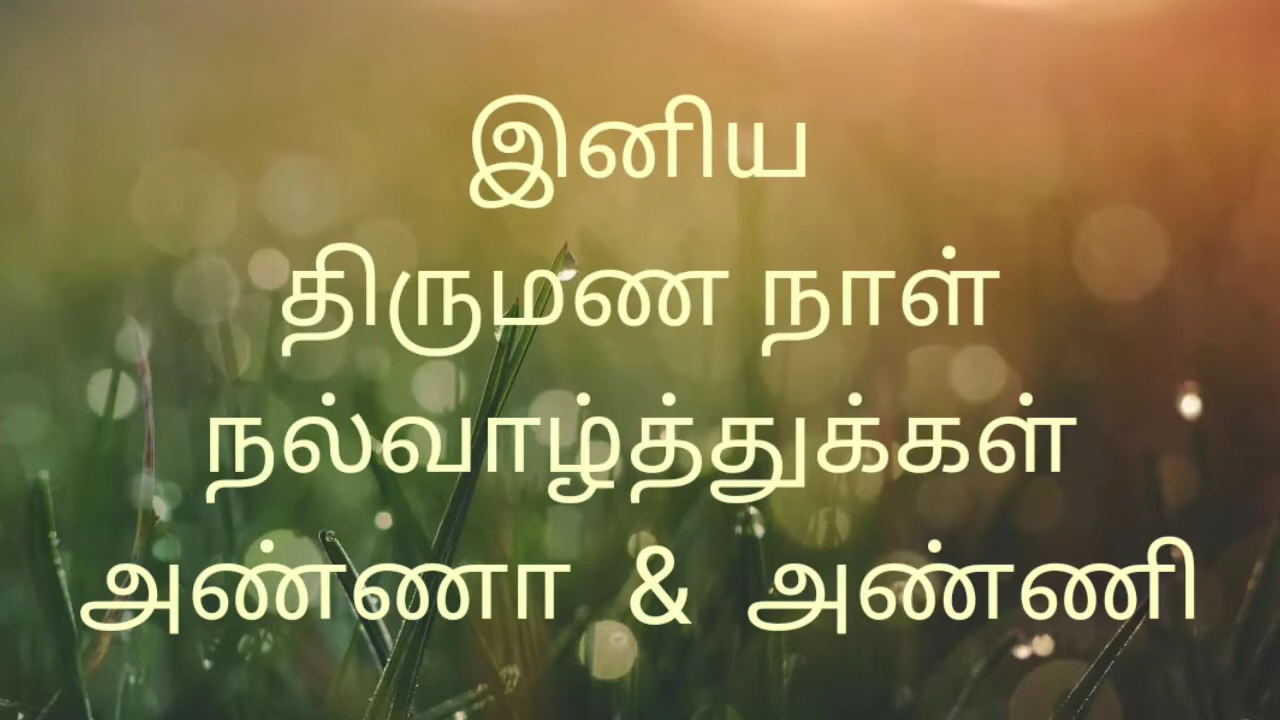 இனிய
திருமண நாள்
நல்வாழ்த்துக்கள்
அண்ணா & அண்ணி